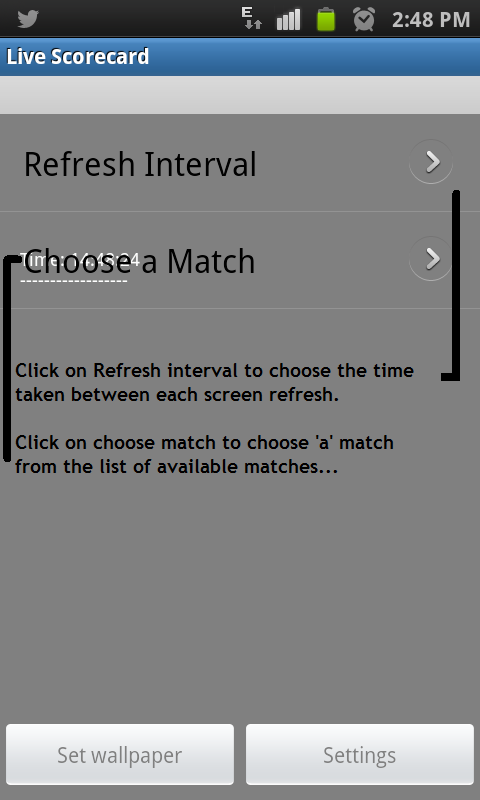 E
2:48 PM
Live Scorecard
Refresh Interval
Choose a Match
Time: 14:48:24
------------------
Click on Refresh interval to choose the time
taken between each screen refresh.
Click on choose match to choose 'a' match
from the list of available matches...
Set wallpaper
Settings